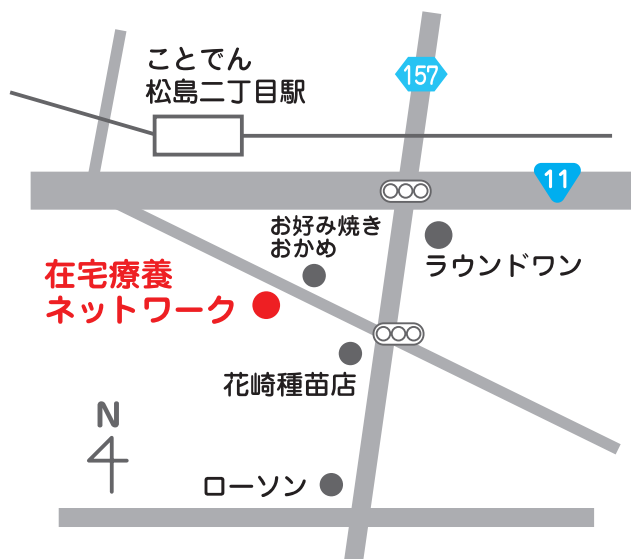 ことでん
松島二丁目駅
157
11
お好み焼き
おかめ
ラウンドワン
在宅療養
ネットワーク
花崎種苗店
N
ローソン